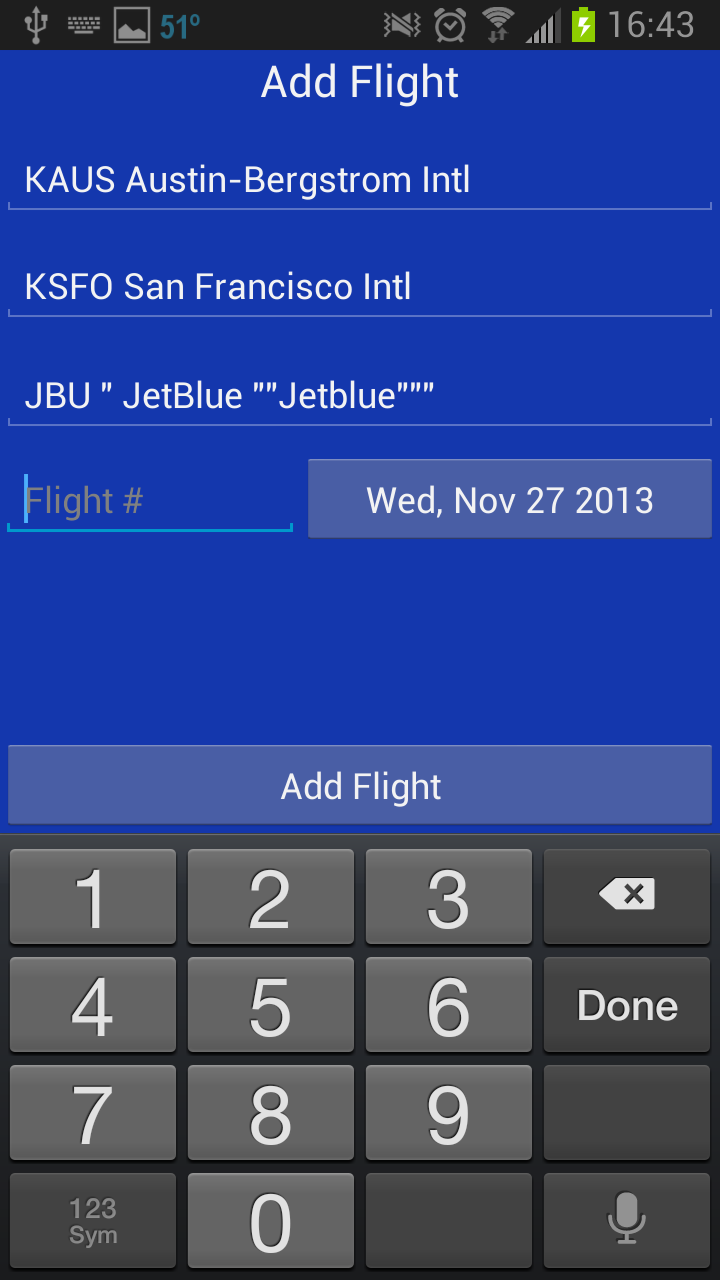 51° 16:43
Add Flight
KAUS Austin-Bergstrom Intl
KSFO San Francisco Intl
JBU " JetBlue ""Jetblue"""
Flight # Wed, Nov 27 2013
Add Flight
1 2 3
4 5 6 Done
7 8 9
123
Sym 0